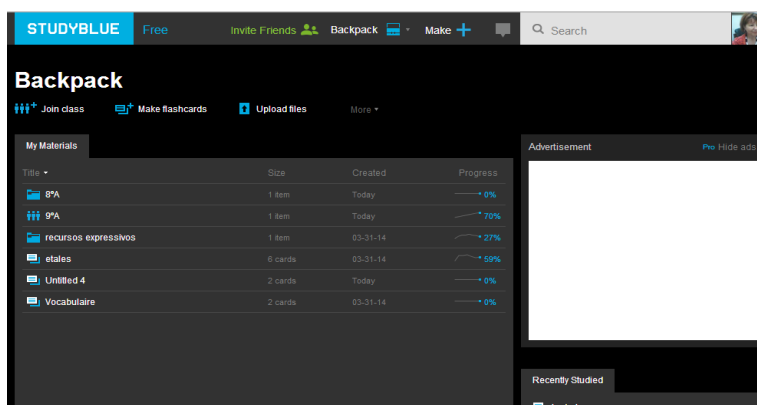 STUDYBLUE Free Invite Friends Backpack Make Search
Backpack
Join class Make flashcards Upload files More
My Materials
Title Size Created Progress
8ºA 1 item Today 0%
9ºA 1 item Today 70%
recursos expressivos 1 item 03-31-14 27%
etales 6 cards 03-31-14 59%
Untitled 4 2 cards Today 0%
Vocabulaire 2 cards 03-31-14 0%
Advertisement Pro Hide ads
Recently Studied